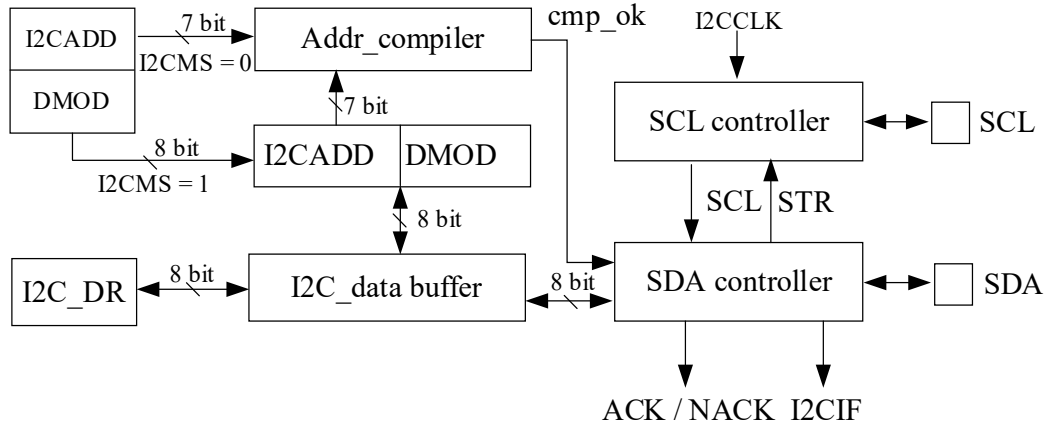 I2CADD
DMOD
7 bit
I2CMS = 0
Addr_compiler
cmp_ok
7 bit
8 bit
I2CMS = 1
I2CADD
DMOD
8 bit
I2C_DR
8 bit
I2C_data buffer
8 bit
I2CCLK
SCL controller
SCL
SCL
STR
SDA controller
SDA
ACK / NACK
I2CIF